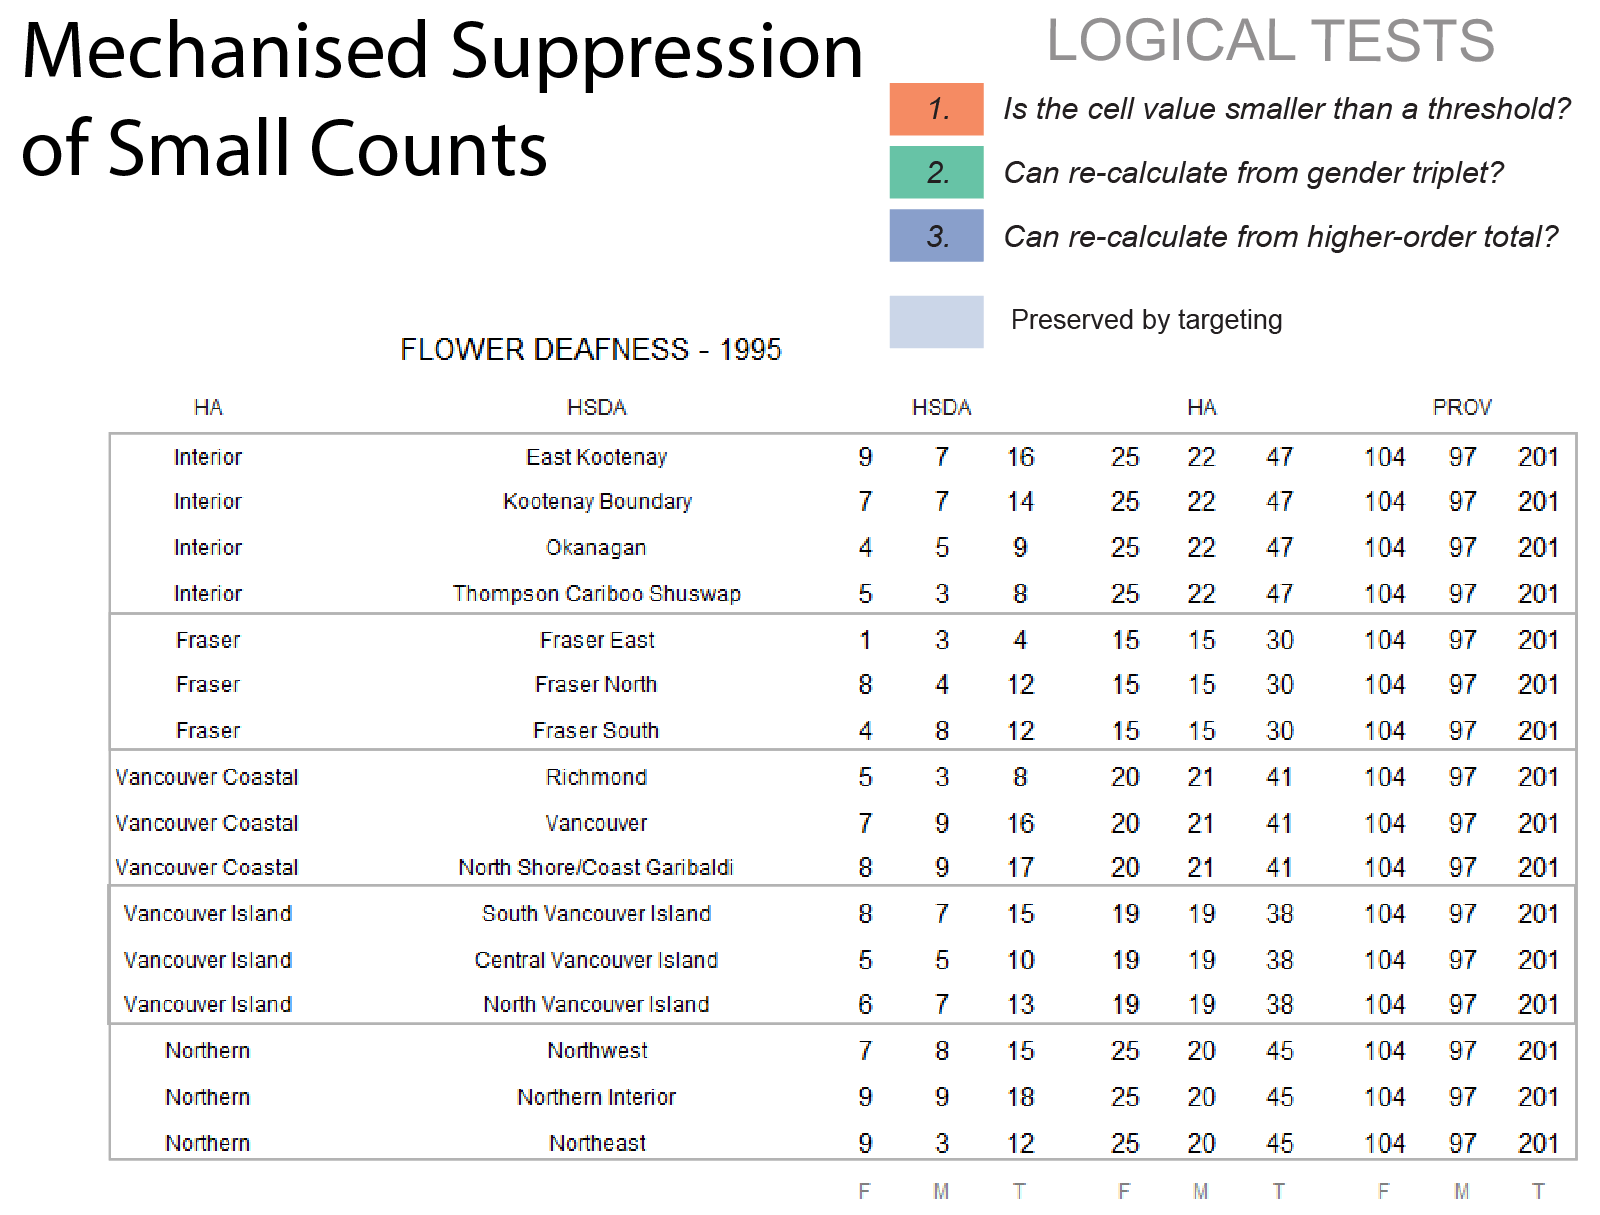 Mechanised Suppression
of Small Counts
LOGICAL TESTS
1. Is the cell value smaller than a threshold?
2. Can re-calculate from gender triplet?
3. Can re-calculate from higher-order total?
Preserved by targeting
FLOWER DEAFNESS - 1995
HA HSDA HSDA HA PROV
Interior East Kootenay 9 7 16 25 22 47 104 97 201
Interior Kootenay Boundary 7 7 14 25 22 47 104 97 201
Interior Okanagan 4 5 9 25 22 47 104 97 201
Interior Thompson Cariboo Shuswap 5 3 8 25 22 47 104 97 201
Fraser Fraser East 1 3 4 15 15 30 104 97 201
Fraser Fraser North 8 4 12 15 15 30 104 97 201
Fraser Fraser South 4 8 12 15 15 30 104 97 201
Vancouver Coastal Richmond 5 3 8 20 21 41 104 97 201
Vancouver Coastal Vancouver 7 9 16 20 21 41 104 97 201
Vancouver Coastal North Shore/Coast Garibaldi 8 9 17 20 21 41 104 97 201
Vancouver Island South Vancouver Island 8 7 15 19 19 38 104 97 201
Vancouver Island Central Vancouver Island 5 5 10 19 19 38 104 97 201
Vancouver Island North Vancouver Island 6 7 13 19 19 38 104 97 201
Northern Northwest 7 8 15 25 20 45 104 97 201
Northern Northern Interior 9 9 18 25 20 45 104 97 201
Northern Northeast 9 3 12 25 20 45 104 97 201
F M T F M T F M T